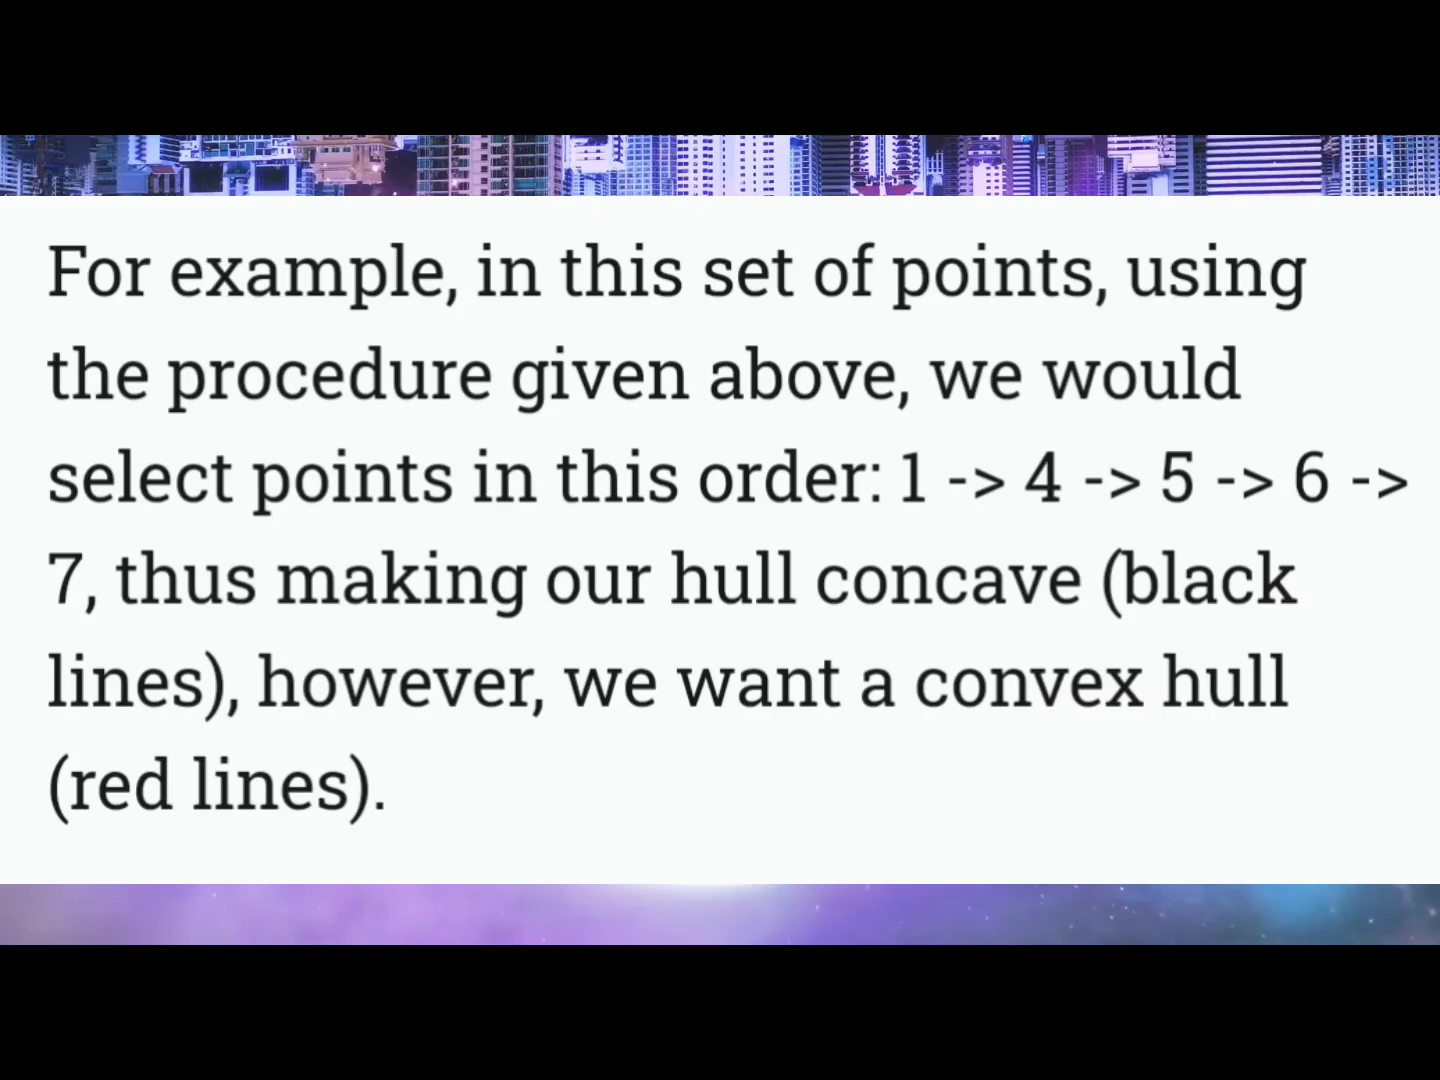 For example, in this set of points, using
the procedure given above, we would
select points in this order: 1 -> 4 -> 5 -> 6 ->
7, thus making our hull concave (black
lines), however, we want a convex hull
(red lines).